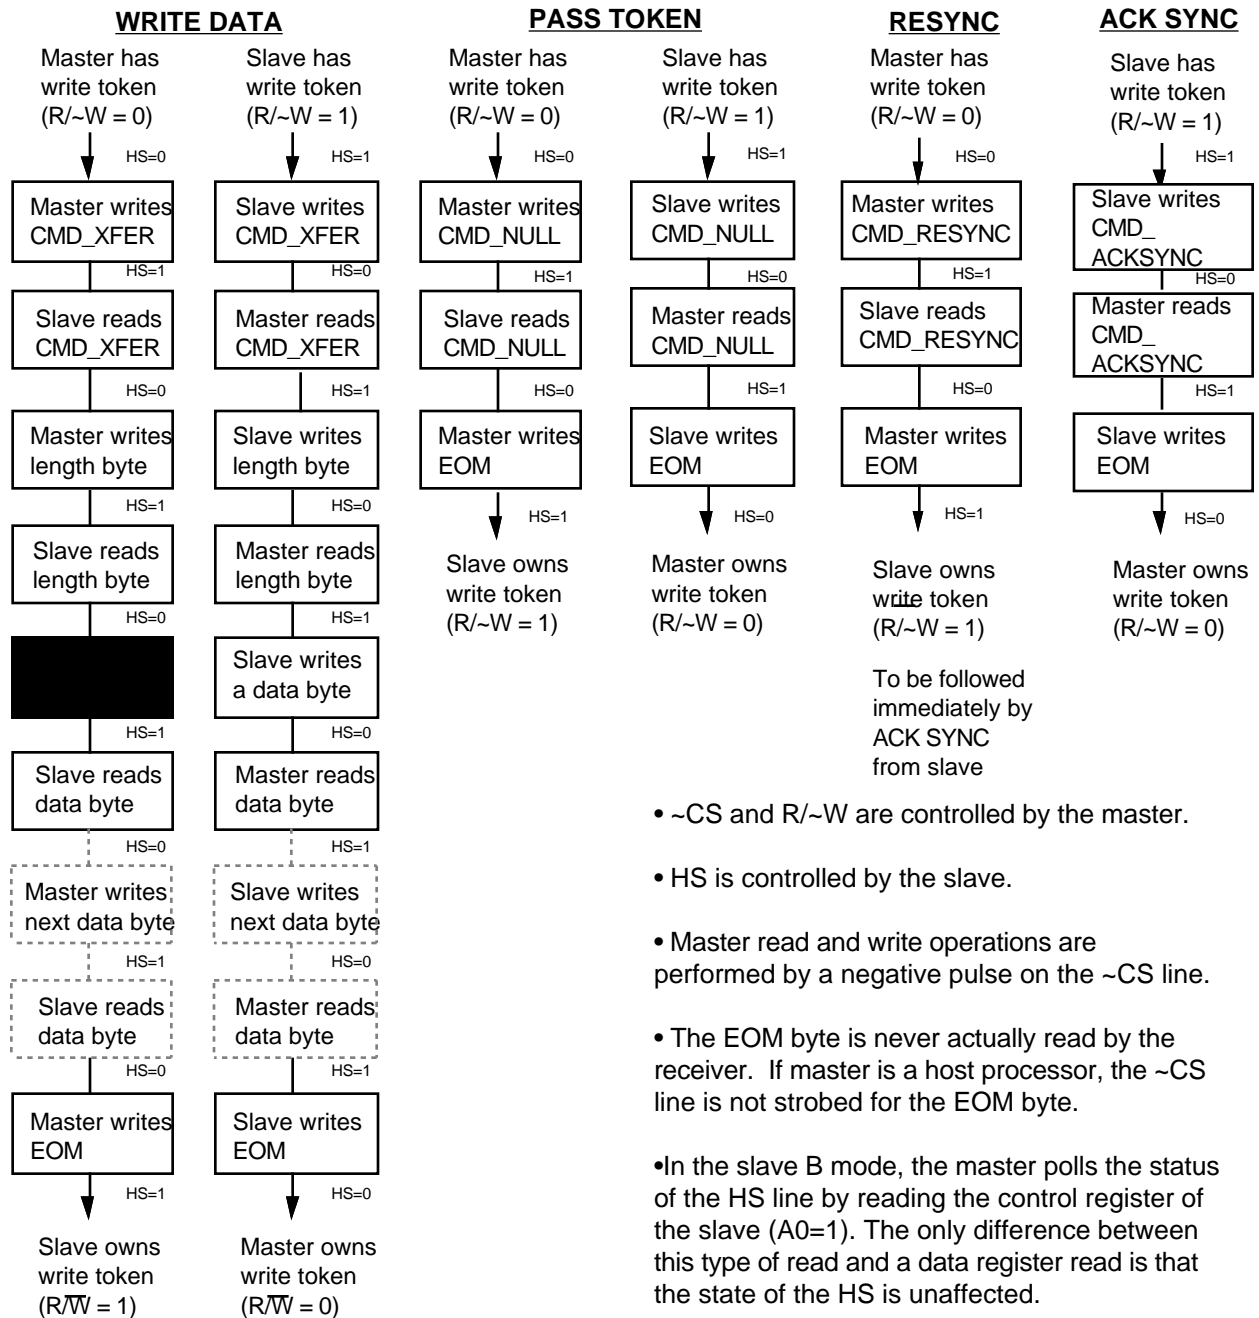 WRITE DATA
Master has
write token
(R/~W = 0)
HS=0
Master writes
CMD_XFER
HS=1
Slave reads
CMD_XFER
HS=0
Master writes
length byte
HS=1
Slave reads
length byte
HS=0
HS=1
Slave reads
data byte
HS=0
Master writes
next data byte
HS=1
Slave reads
data byte
HS=0
Master writes
EOM
HS=1
Slave owns
write token
(R/W̅ = 1)
Slave has
write token
(R/~W = 1)
HS=1
Slave writes
CMD_XFER
HS=0
Master reads
CMD_XFER
HS=1
Slave writes
length byte
HS=0
Master reads
length byte
HS=1
Slave writes
a data byte
HS=0
Master reads
data byte
HS=1
Slave writes
next data byte
HS=0
Master reads
data byte
HS=1
Slave writes
EOM
HS=0
Master owns
write token
(R/W̅ = 0)
PASS TOKEN
Master has
write token
(R/~W = 0)
HS=0
Master writes
CMD_NULL
HS=1
Slave reads
CMD_NULL
HS=0
Master writes
EOM
HS=1
Slave owns
write token
(R/~W = 1)
Slave has
write token
(R/~W = 1)
HS=1
Slave writes
CMD_NULL
HS=0
Master reads
CMD_NULL
HS=1
Slave writes
EOM
HS=0
Master owns
write token
(R/~W = 0)
RESYNC
Master has
write token
(R/~W = 0)
HS=0
Master writes
CMD_RESYNC
HS=1
Slave reads
CMD_RESYNC
HS=0
Master writes
EOM
HS=1
Slave owns
write token
(R/~W = 1)
To be followed
immediately by
ACK SYNC
from slave
ACK SYNC
Slave has
write token
(R/~W = 1)
HS=1
Slave writes
CMD_
ACKSYNC
HS=0
Master reads
CMD_
ACKSYNC
HS=1
Slave writes
EOM
HS=0
Master owns
write token
(R/~W = 0)
• ~CS and R/~W are controlled by the master.
• HS is controlled by the slave.
• Master read and write operations are
performed by a negative pulse on the ~CS line.
• The EOM byte is never actually read by the
receiver. If master is a host processor, the ~CS
line is not strobed for the EOM byte.
•In the slave B mode, the master polls the status
of the HS line by reading the control register of
the slave (A0=1). The only difference between
this type of read and a data register read is that
the state of the HS is unaffected.